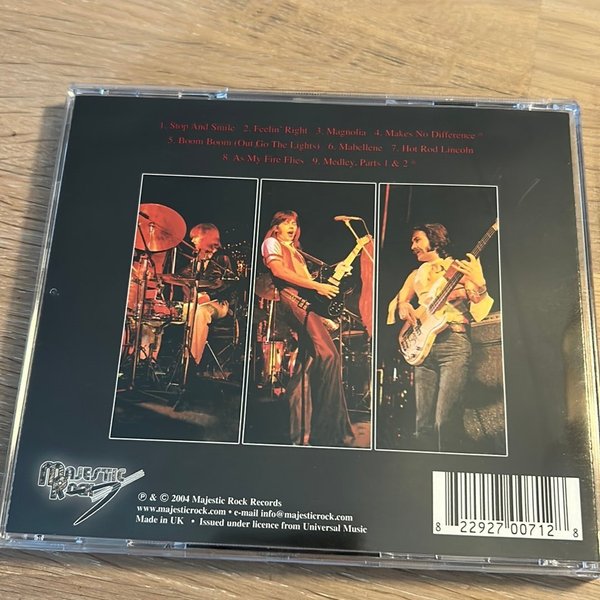 1. Stop And Smile 2. Feelin' Right 3. Magnolia 4. Makes No Difference *
5. Boom Boom (Out Go The Lights) 6. Mabellene 7. Hot Rod Lincoln
8. As My Fire Flies 9. Medley, Parts 1 & 2 *
MAJESTIC
ROCK
℗ & © 2004 Majestic Rock Records
www.majesticrock.com • e-mail info@majesticrock.com
Made in UK • Issued under licence from Universal Music
8 22927 00712 8